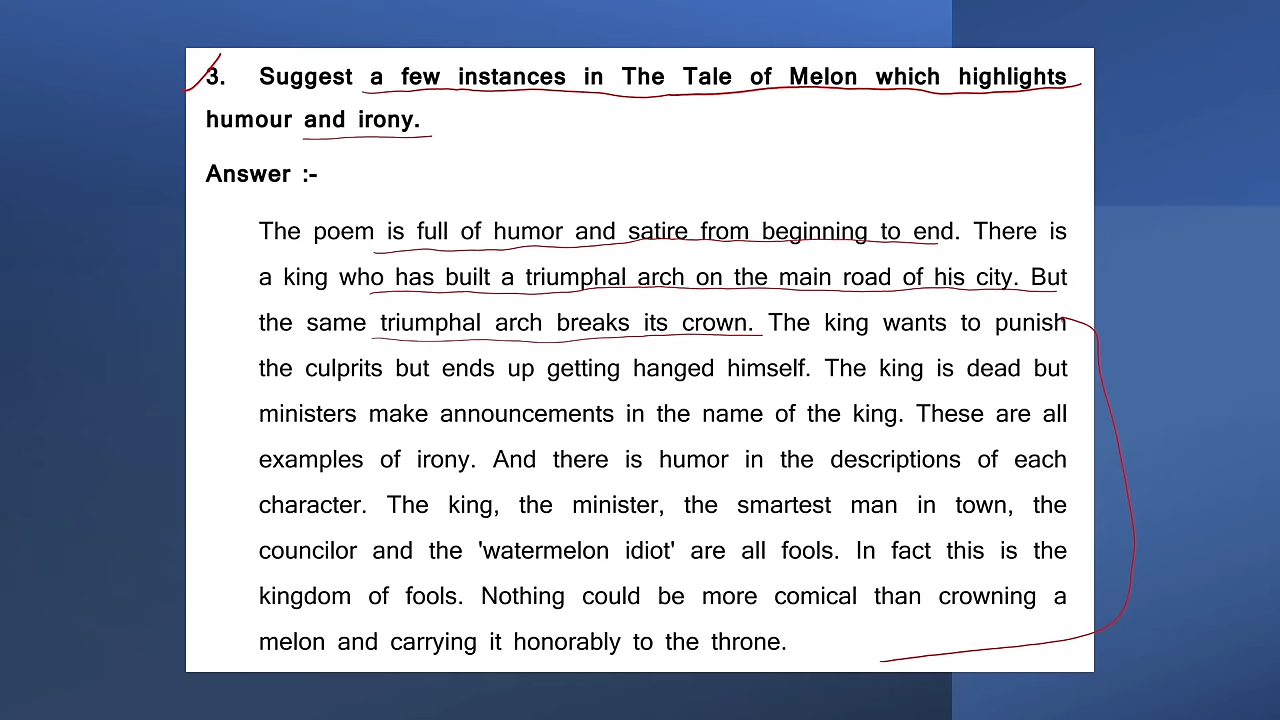 3. Suggest a few instances in The Tale of Melon which highlights
humour and irony.
Answer :-
The poem is full of humor and satire from beginning to end. There is
a king who has built a triumphal arch on the main road of his city. But
the same triumphal arch breaks its crown. The king wants to punish
the culprits but ends up getting hanged himself. The king is dead but
ministers make announcements in the name of the king. These are all
examples of irony. And there is humor in the descriptions of each
character. The king, the minister, the smartest man in town, the
councilor and the 'watermelon idiot' are all fools. In fact this is the
kingdom of fools. Nothing could be more comical than crowning a
melon and carrying it honorably to the throne.